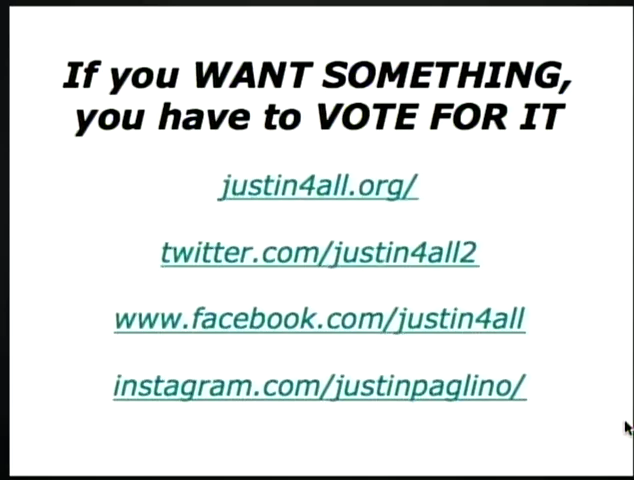 If you WANT SOMETHING,
you have to VOTE FOR IT
justin4all.org/
twitter.com/justin4all2
www.facebook.com/justin4all
instagram.com/justinpaglino/